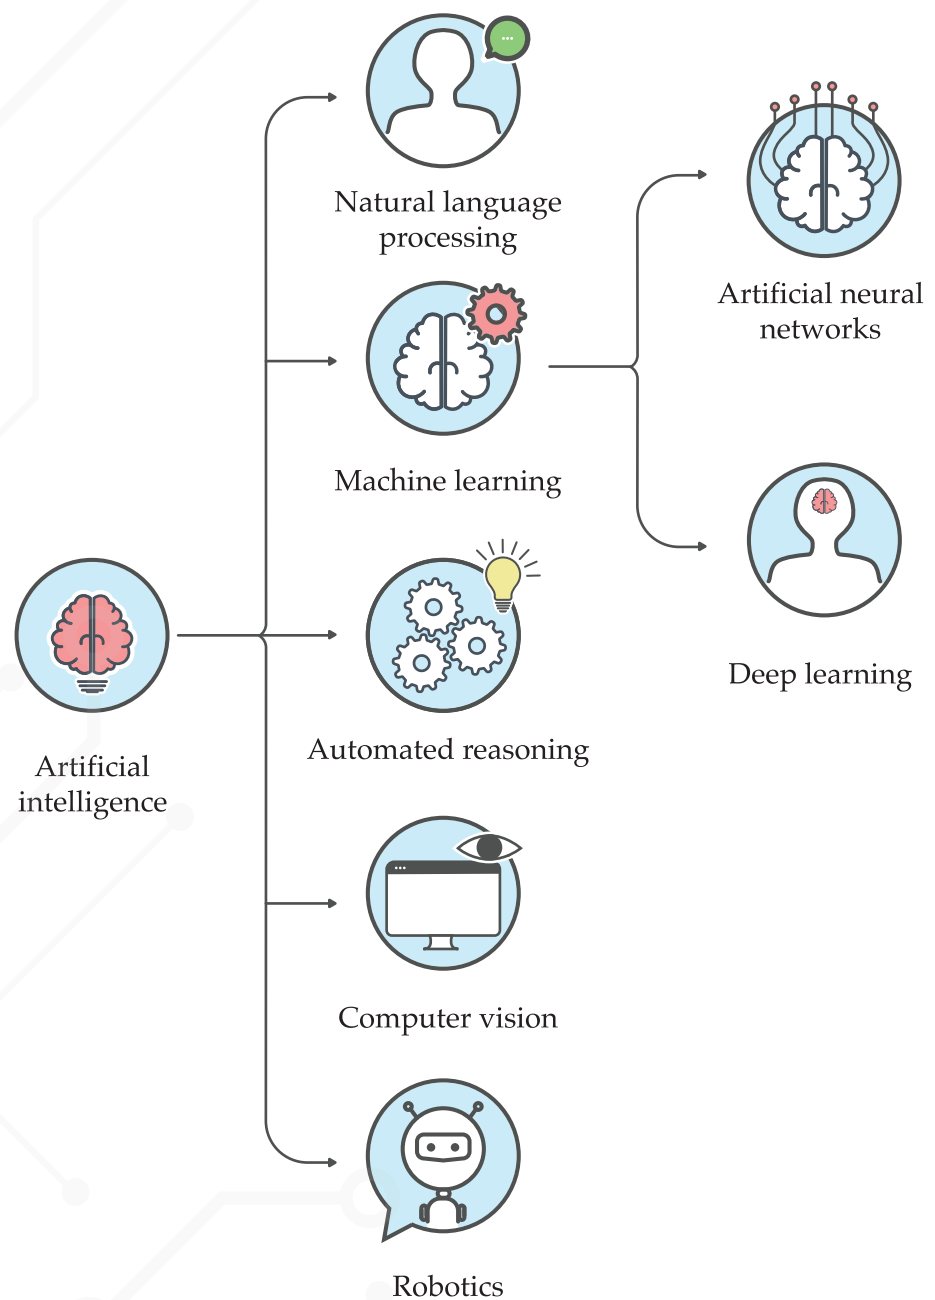 Natural language
processing
Machine learning
Automated reasoning
Computer vision
Robotics
Artificial
intelligence
Artificial neural
networks
Deep learning